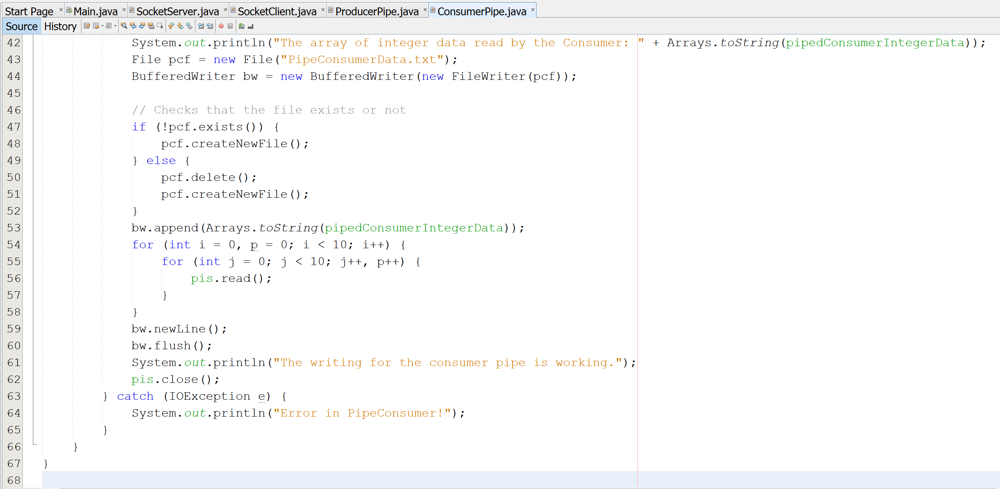 Start Page Main.java SocketServer.java SocketClient.java ProducerPipe.java ConsumerPipe.java
Source History
42 System.out.println("The array of integer data read by the Consumer: " + Arrays.toString(pipedConsumerIntegerData));
43 File pcf = new File("PipeConsumerData.txt");
44 BufferedWriter bw = new BufferedWriter(new FileWriter(pcf));
45
46 // Checks that the file exists or not
47 if (!pcf.exists()) {
48 pcf.createNewFile();
49 } else {
50 pcf.delete();
51 pcf.createNewFile();
52 }
53 bw.append(Arrays.toString(pipedConsumerIntegerData));
54 for (int i = 0, p = 0; i < 10; i++) {
55 for (int j = 0; j < 10; j++, p++) {
56 pis.read();
57 }
58 }
59 bw.newLine();
60 bw.flush();
61 System.out.println("The writing for the consumer pipe is working.");
62 pis.close();
63 } catch (IOException e) {
64 System.out.println("Error in PipeConsumer!");
65 }
66 }
67 }
68